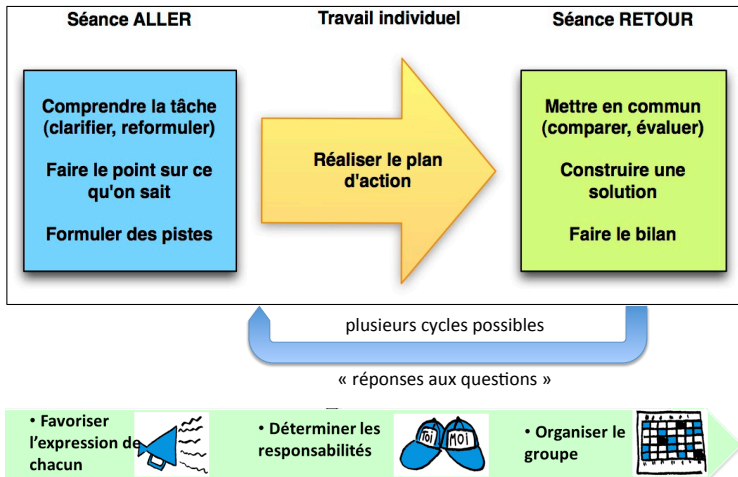 Séance ALLER
Travail individuel
Séance RETOUR
Comprendre la tâche
(clarifier, reformuler)
Faire le point sur ce
qu'on sait
Formuler des pistes
Réaliser le plan
d'action
Mettre en commun
(comparer, évaluer)
Construire une
solution
Faire le bilan
plusieurs cycles possibles
« réponses aux questions »
• Favoriser
l'expression de
chacun
• Déterminer les
responsabilités
Toi
MOI
• Organiser le
groupe